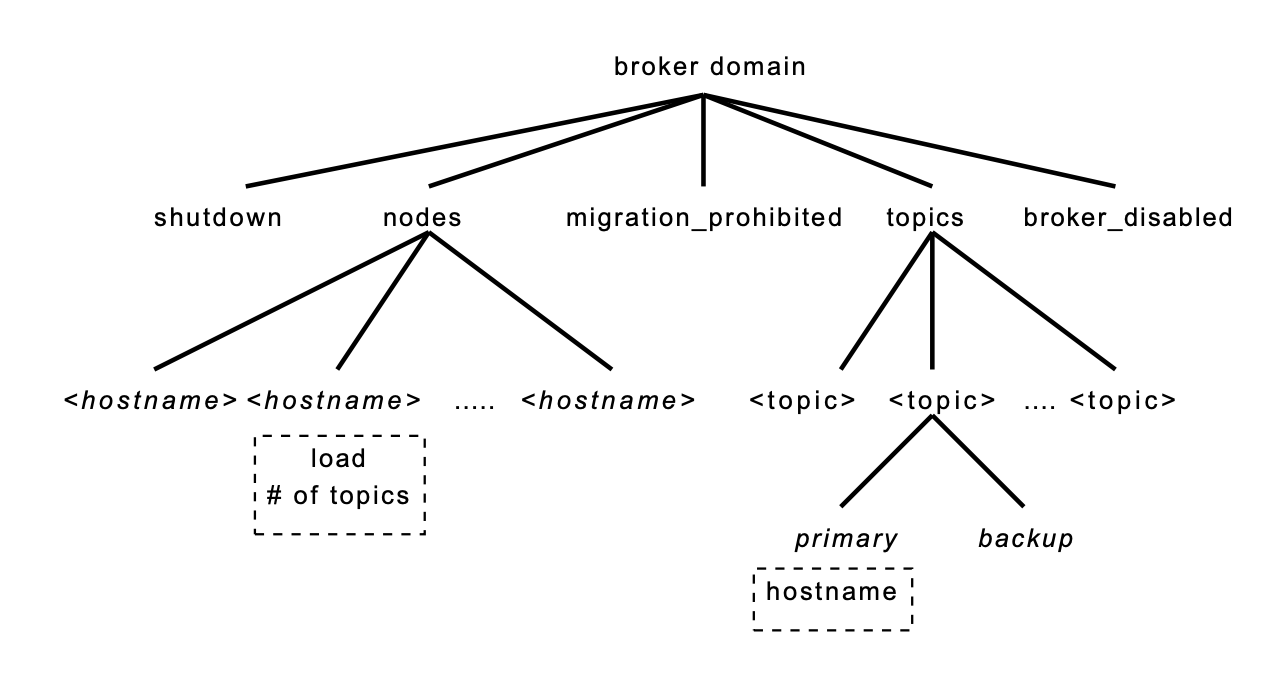 broker domain
shutdown nodes migration_prohibited topics broker_disabled
<hostname> <hostname> ..... <hostname> <topic> <topic> .... <topic>
load
# of topics
primary backup
hostname